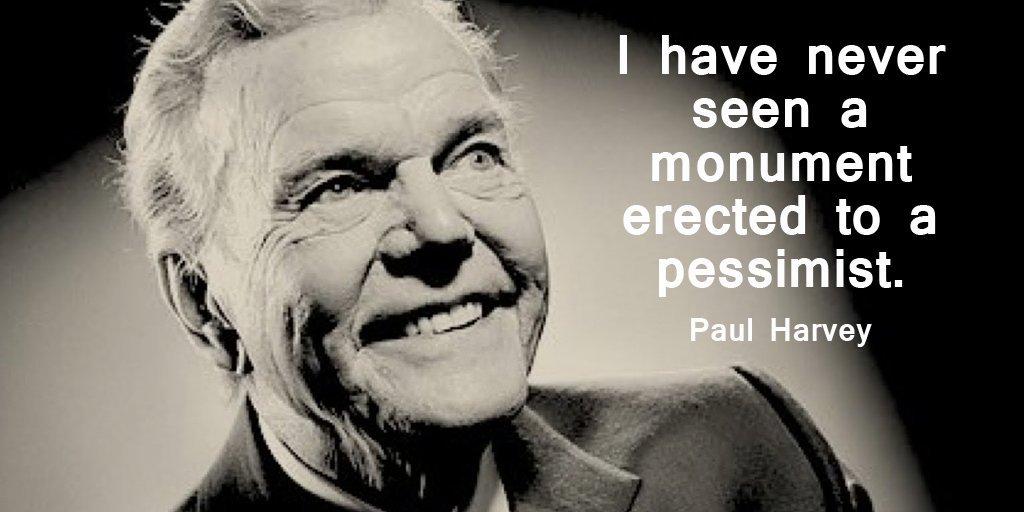 I have never
seen a
monument
erected to a
pessimist.
Paul Harvey